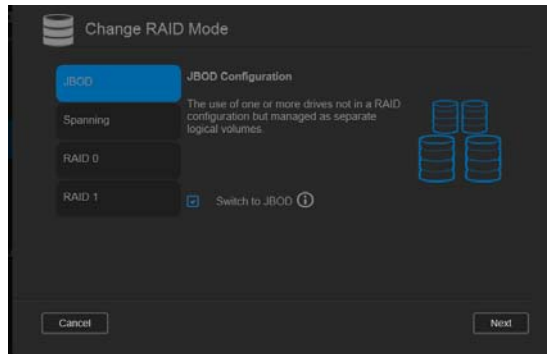 Change RAID Mode
JBOD
Spanning
RAID 0
RAID 1
JBOD Configuration
The use of one or more drives not in a RAID
configuration but managed as separate
logical volumes.
Switch to JBOD
Cancel
Next